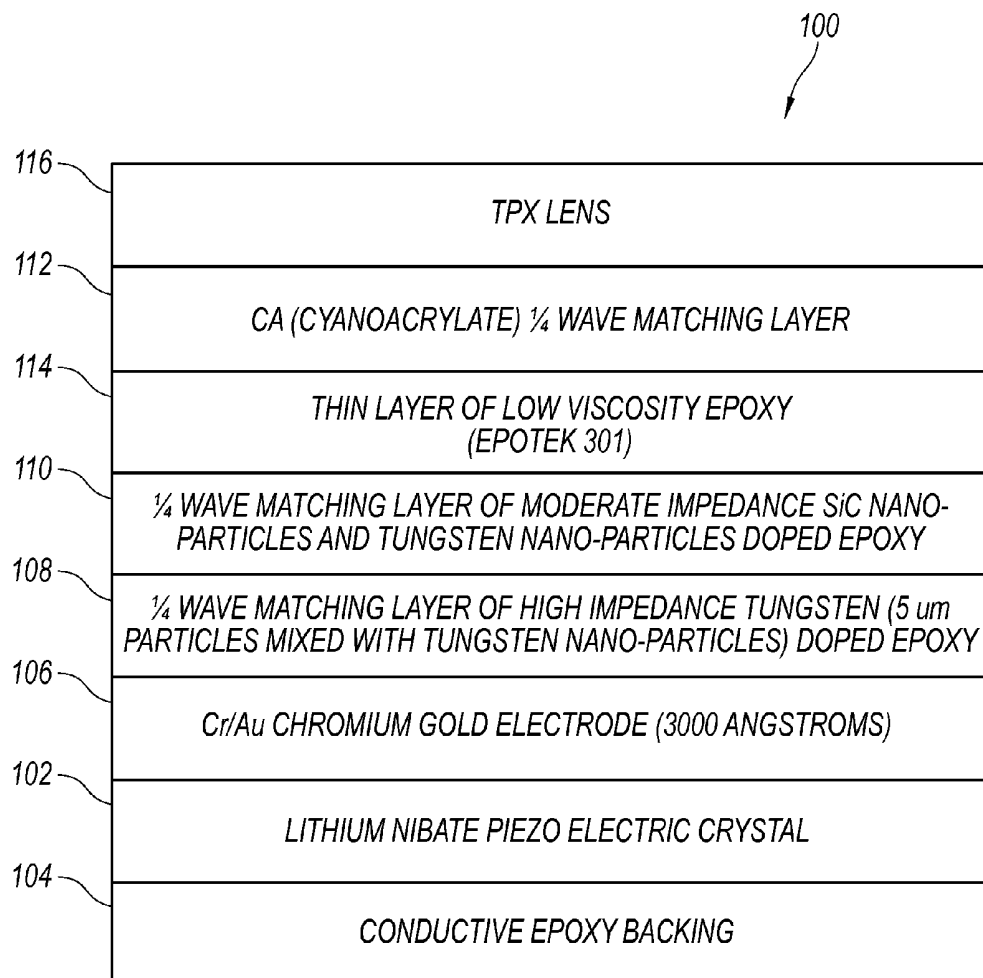 100
116
TPX LENS
112
CA (CYANOACRYLATE) ¼ WAVE MATCHING LAYER
114
THIN LAYER OF LOW VISCOSITY EPOXY
(EPOTEK 301)
110
¼ WAVE MATCHING LAYER OF MODERATE IMPEDANCE SiC NANO-
PARTICLES AND TUNGSTEN NANO-PARTICLES DOPED EPOXY
108
¼ WAVE MATCHING LAYER OF HIGH IMPEDANCE TUNGSTEN (5 um
PARTICLES MIXED WITH TUNGSTEN NANO-PARTICLES) DOPED EPOXY
106
Cr/Au CHROMIUM GOLD ELECTRODE (3000 ANGSTROMS)
102
LITHIUM NIBATE PIEZO ELECTRIC CRYSTAL
104
CONDUCTIVE EPOXY BACKING